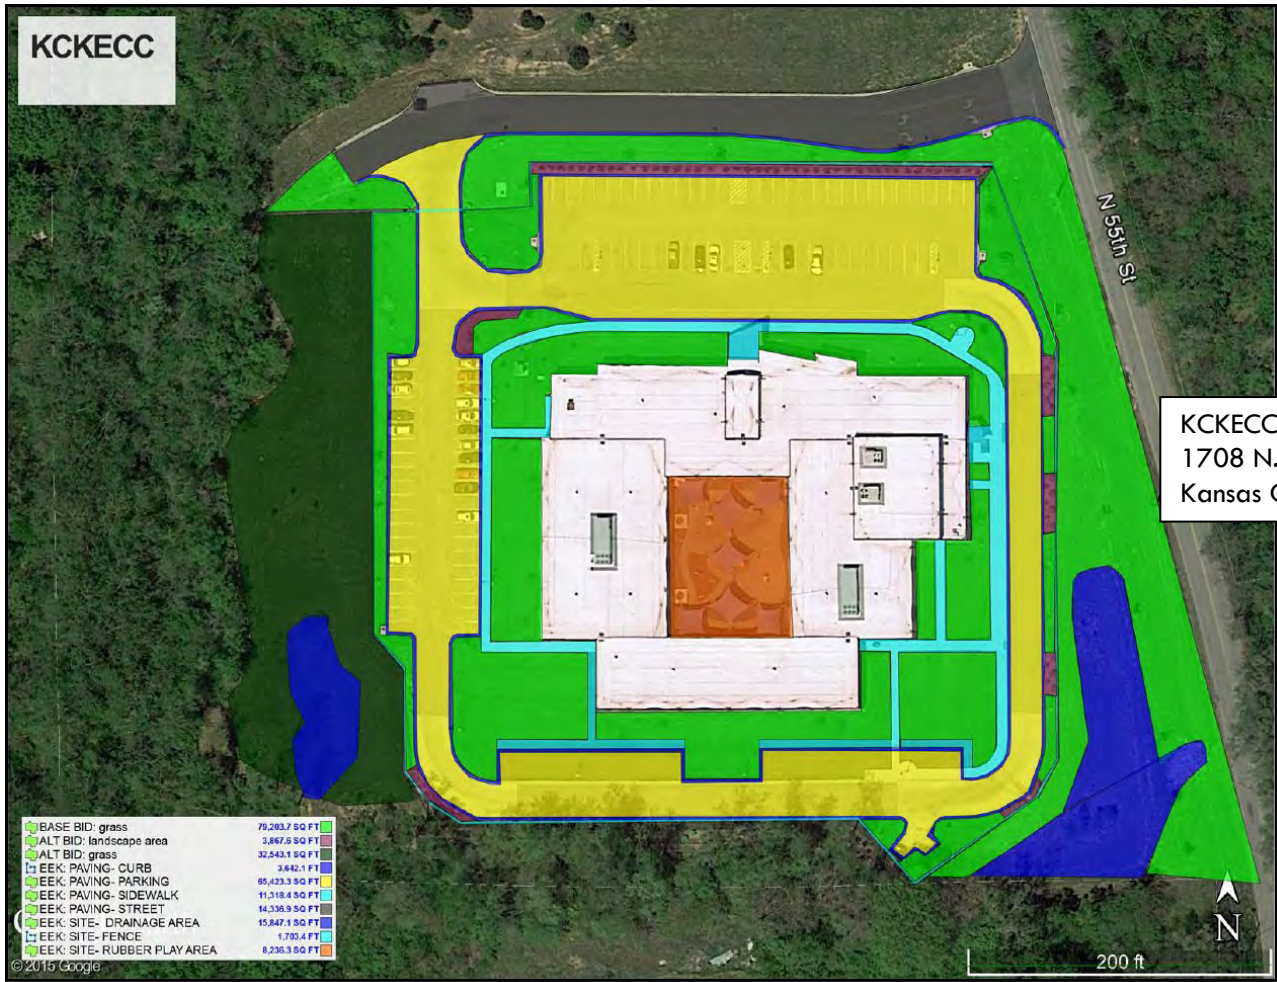 KCKECC
N 55th St
KCKECC
1708 N.
Kansas
BASE BID: grass 79,203.7 SQ FT
ALT BID: landscape area 3,867.6 SQ FT
ALT BID: grass 32,543.1 SQ FT
EEK: PAVING- CURB 3,642.1 FT
EEK: PAVING- PARKING 65,423.3 SQ FT
EEK: PAVING- SIDEWALK 11,318.4 SQ FT
EEK: PAVING- STREET 14,336.9 SQ FT
EEK: SITE- DRAINAGE AREA 15,847.1 SQ FT
EEK: SITE- FENCE 1,703.4 FT
EEK: SITE- RUBBER PLAY AREA 8,236.3 SQ FT
© 2015 Google
N
200 ft